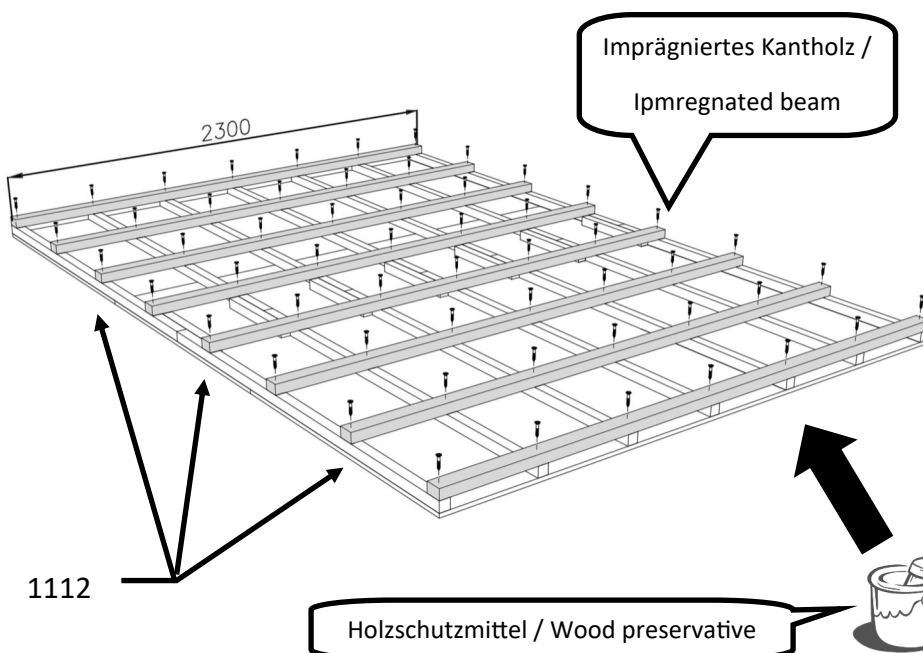 Imprägniertes Kantholz /
Ipmregnated beam
2300
1112
Holzschutzmittel / Wood preservative